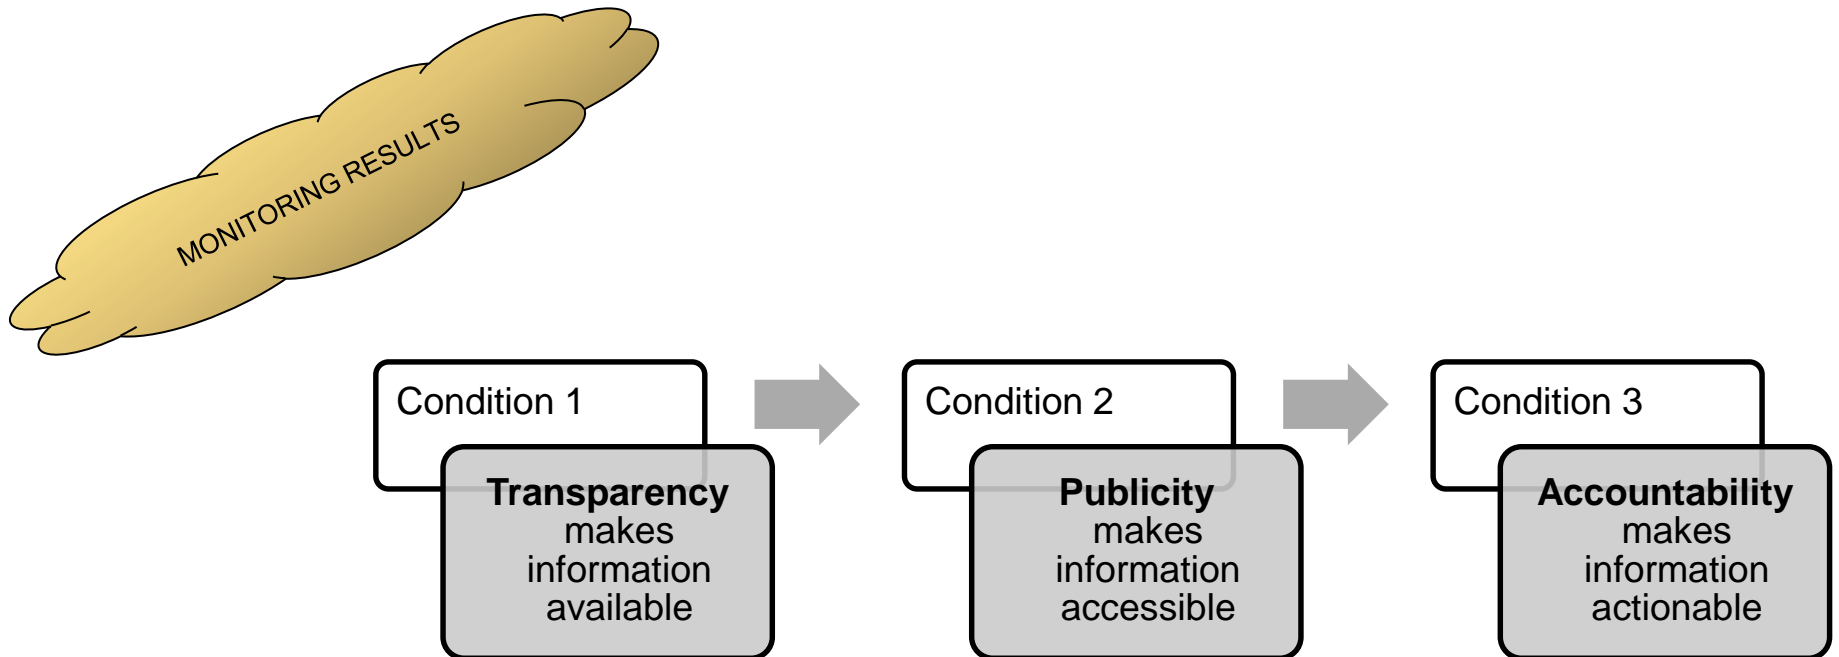 MONITORING RESULTS
Condition 1
Transparency
makes
information
available
Condition 2
Publicity
makes
information
accessible
Condition 3
Accountability
makes
information
actionable